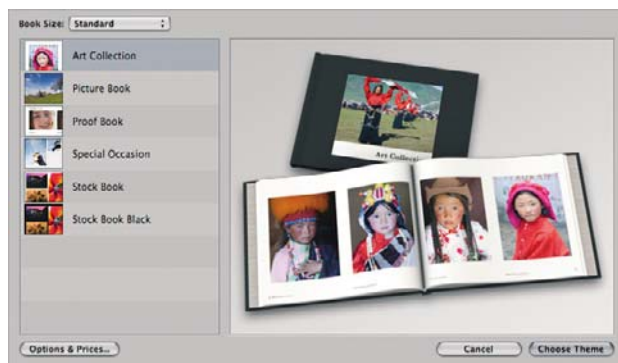 Book Size: Standard
Art Collection
Picture Book
Proof Book
Special Occasion
Stock Book
Stock Book Black
Art Collection
Options & Prices...
Cancel
Choose Theme